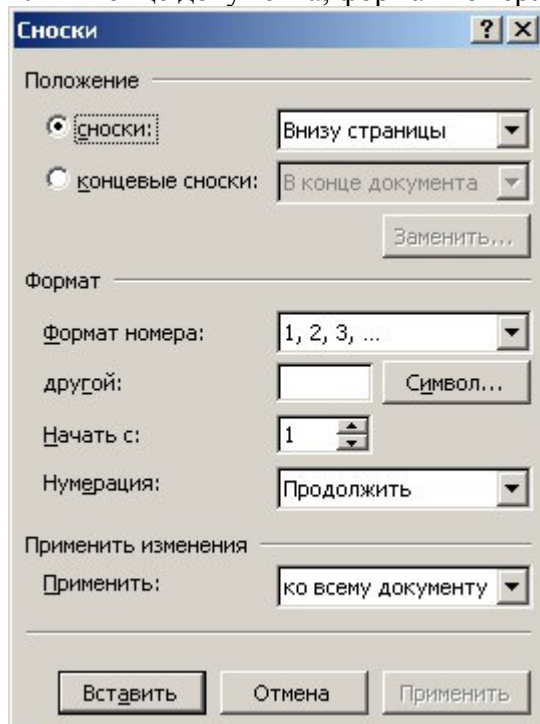 Сноски
Положение
сноски: Внизу страницы
концевые сноски: В конце документа
Заменить...
Формат
Формат номера: 1, 2, 3, ...
другой: Символ...
Начать с: 1
Нумерация: Продолжить
Применить изменения
Применить: ко всему документу
Вставить Отмена Применить